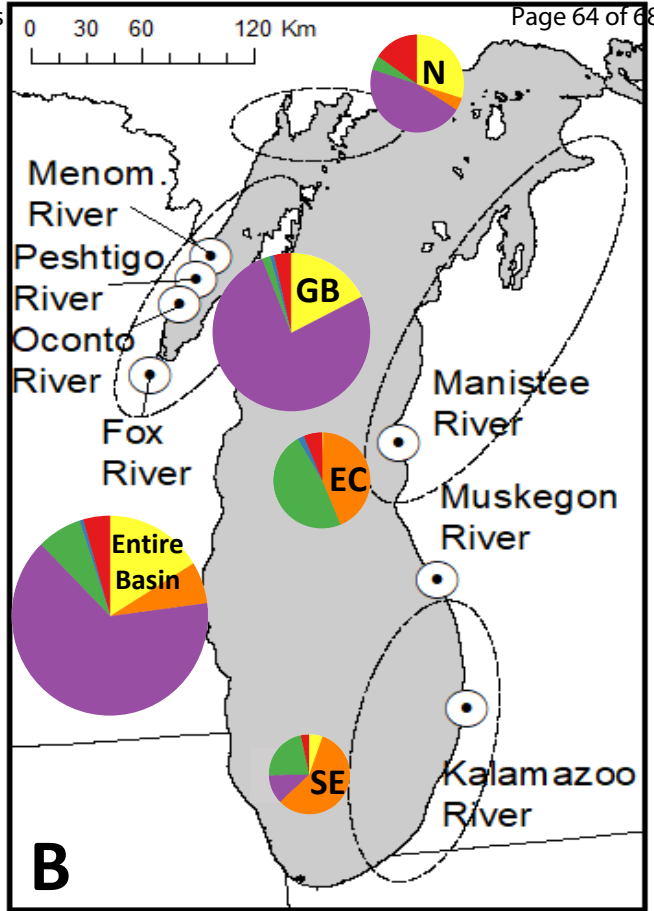 s
Page 64 of 68
0 30 60 120 Km
N
Menom.
River
Peshtigo
River
Oconto
River
GB
Fox
River
Manistee
River
EC
Muskegon
River
Entire
Basin
SE
Kalamazoo
River
B